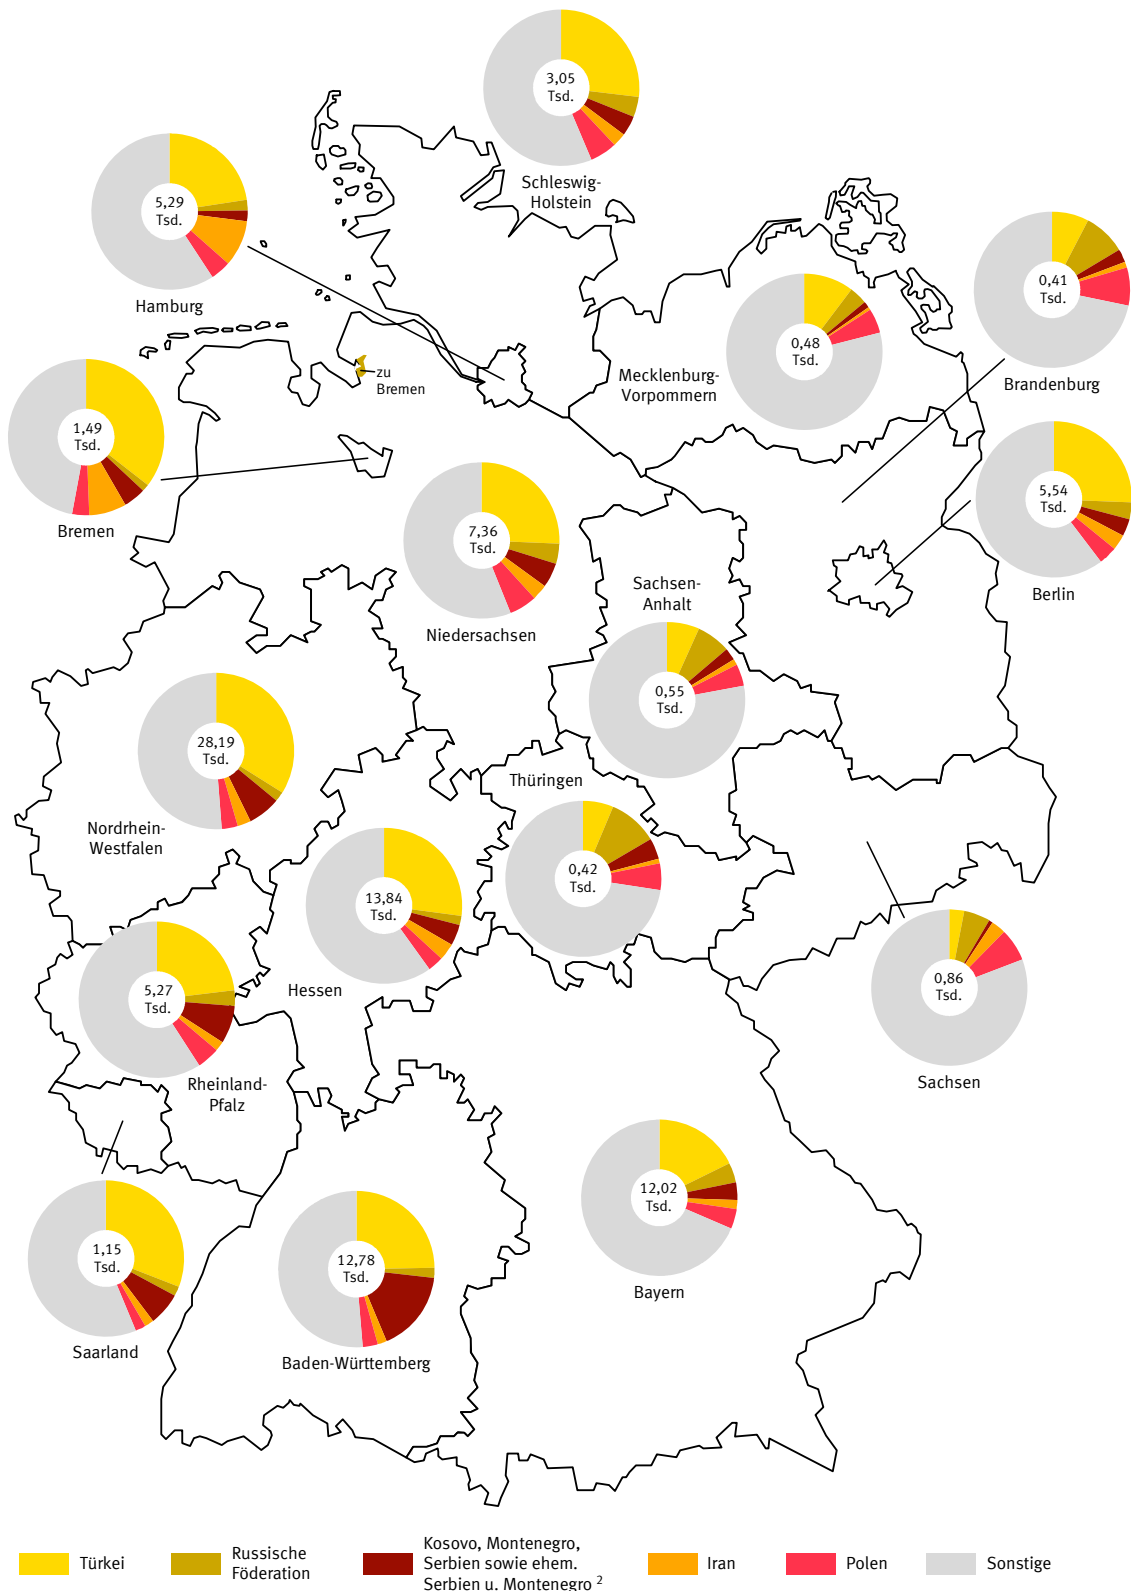 3,05
Tsd.
Schleswig-
Holstein
5,29
Tsd.
Hamburg
0,41
Tsd.
Brandenburg
0,48
Tsd.
Mecklenburg-
Vorpommern
zu
Bremen
1,49
Tsd.
Bremen
5,54
Tsd.
Berlin
7,36
Tsd.
Niedersachsen
Sachsen-
Anhalt
0,55
Tsd.
28,19
Tsd.
Nordrhein-
Westfalen
Thüringen
0,42
Tsd.
13,84
Tsd.
Hessen
5,27
Tsd.
Rheinland-
Pfalz
0,86
Tsd.
Sachsen
12,02
Tsd.
Bayern
1,15
Tsd.
Saarland
12,78
Tsd.
Baden-Württemberg
Türkei
Russische
Föderation
Kosovo, Montenegro,
Serbien sowie ehem.
Serbien u. Montenegro ²
Iran
Polen
Sonstige